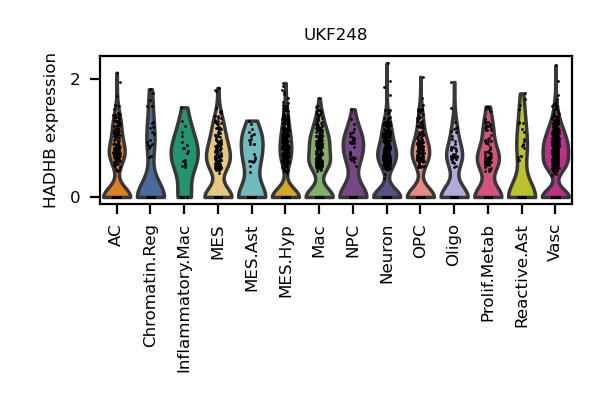 UKF248
HADHB expression
2
0
AC
Chromatin.Reg
Inflammatory.Mac
MES
MES.Ast
MES.Hyp
Mac
NPC
Neuron
OPC
Oligo
Prolif.Metab
Reactive.Ast
Vasc